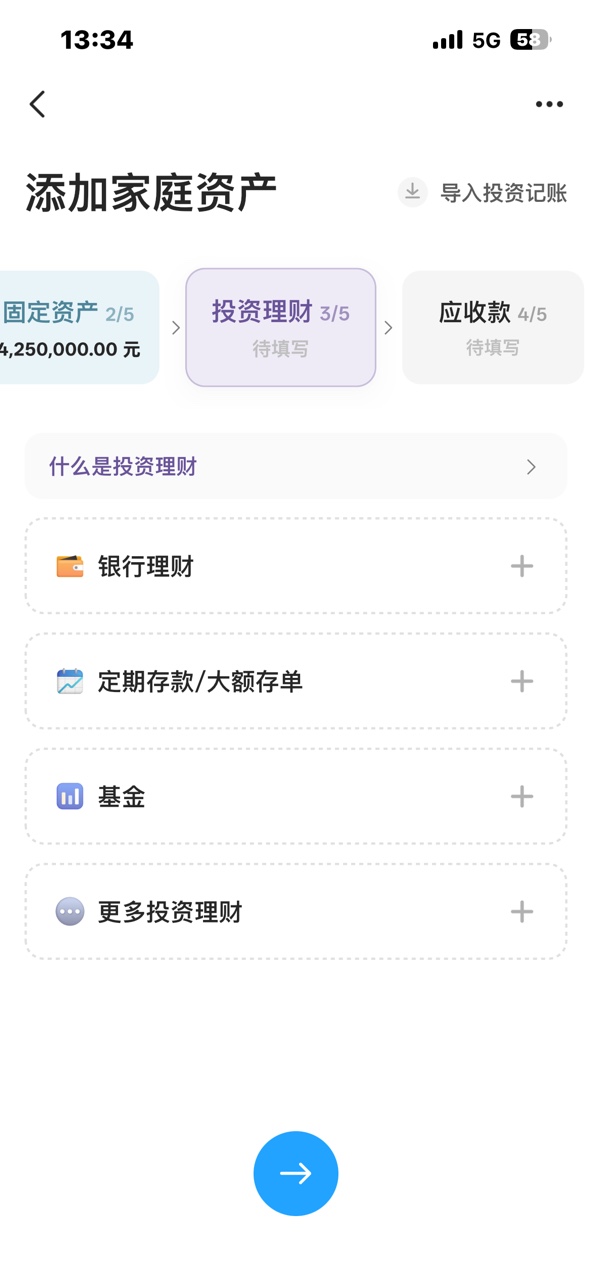 13:34
5G 58
添加家庭资产
导入投资记账
固定资产 2/5
4,250,000.00 元
投资理财 3/5
待填写
应收款 4/5
待填写
什么是投资理财
银行理财
定期存款/大额存单
基金
更多投资理财